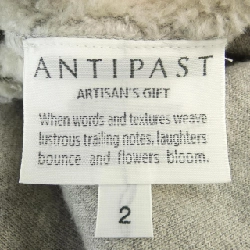 ANTIPAST
ARTISAN'S GIFT
When words and textures weave
lustrous trailing notes, laughters
bounce and flowers bloom.
2